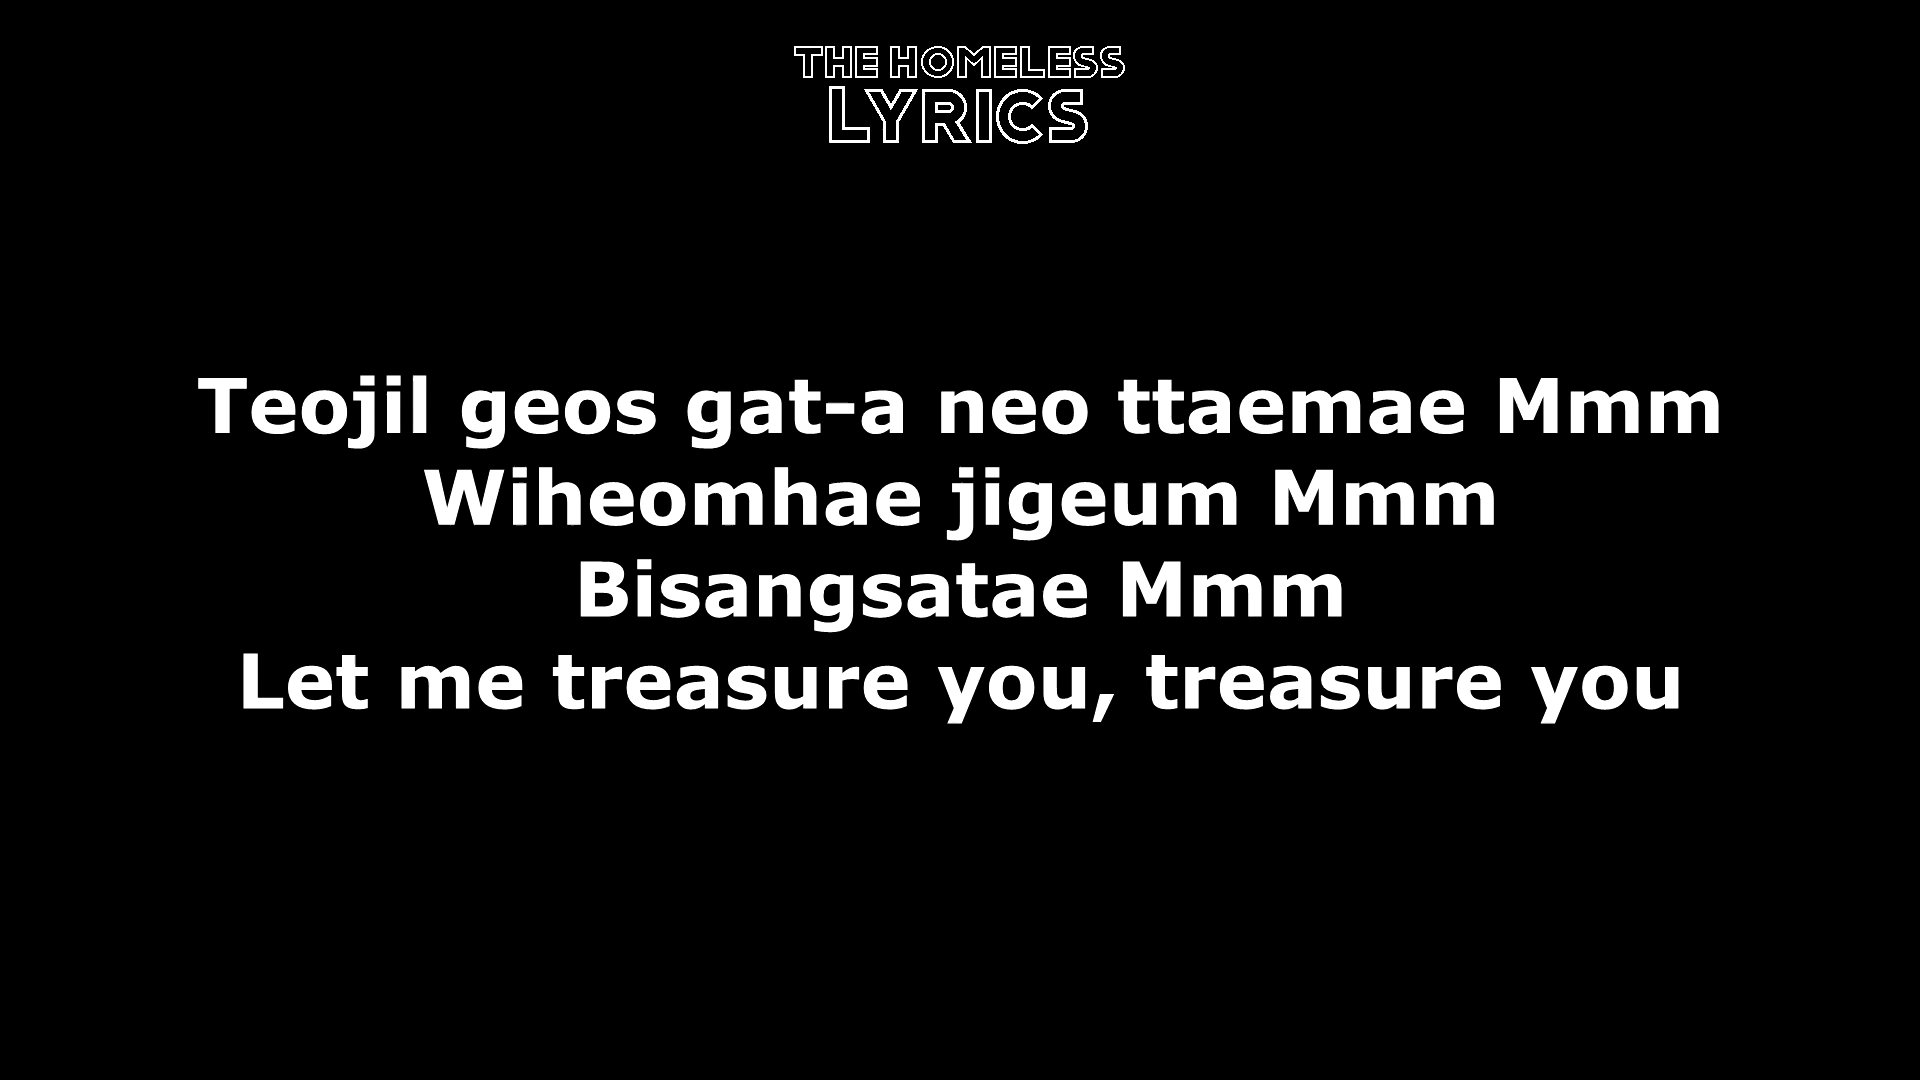 THE HOMELESS
LYRICS
Teojil geos gat-a neo ttaemae Mmm
Wiheomhae jigeum Mmm
Bisangsatae Mmm
Let me treasure you, treasure you